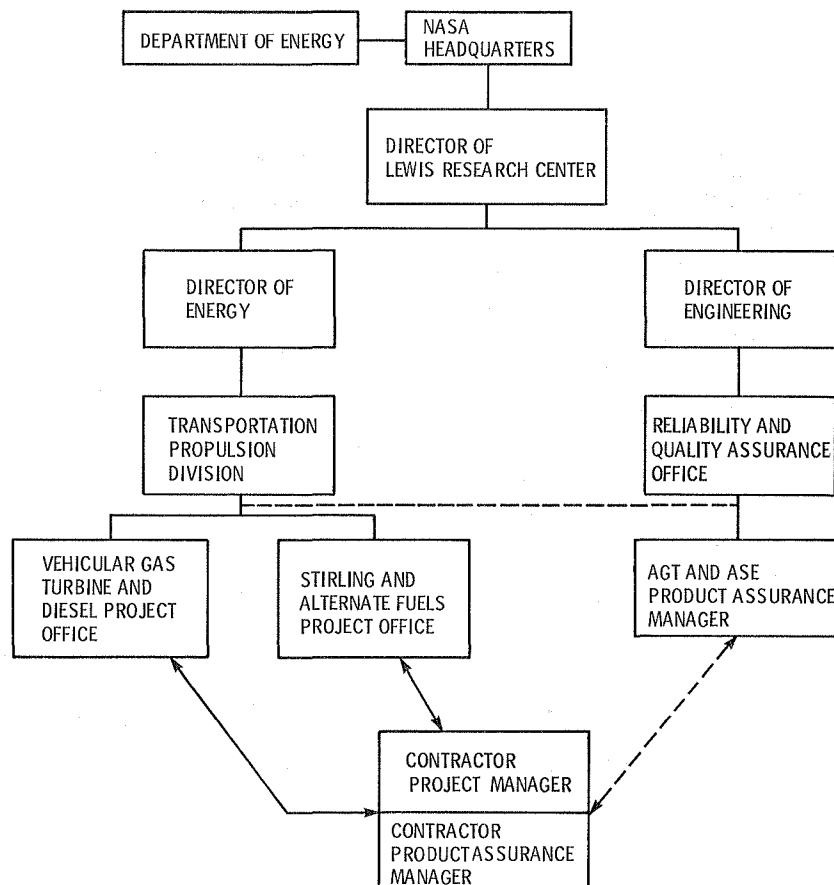 DEPARTMENT OF ENERGY
NASA
HEADQUARTERS
DIRECTOR OF
LEWIS RESEARCH CENTER
DIRECTOR OF
ENERGY
DIRECTOR OF
ENGINEERING
TRANSPORTATION
PROPULSION
DIVISION
RELIABILITY AND
QUALITY ASSURANCE
OFFICE
VEHICULAR GAS
TURBINE AND
DIESEL PROJECT
OFFICE
STIRLING AND
ALTERNATE FUELS
PROJECT OFFICE
AGT AND ASE
PRODUCT ASSURANCE
MANAGER
CONTRACTOR
PROJECT MANAGER
CONTRACTOR
PRODUCT ASSURANCE
MANAGER